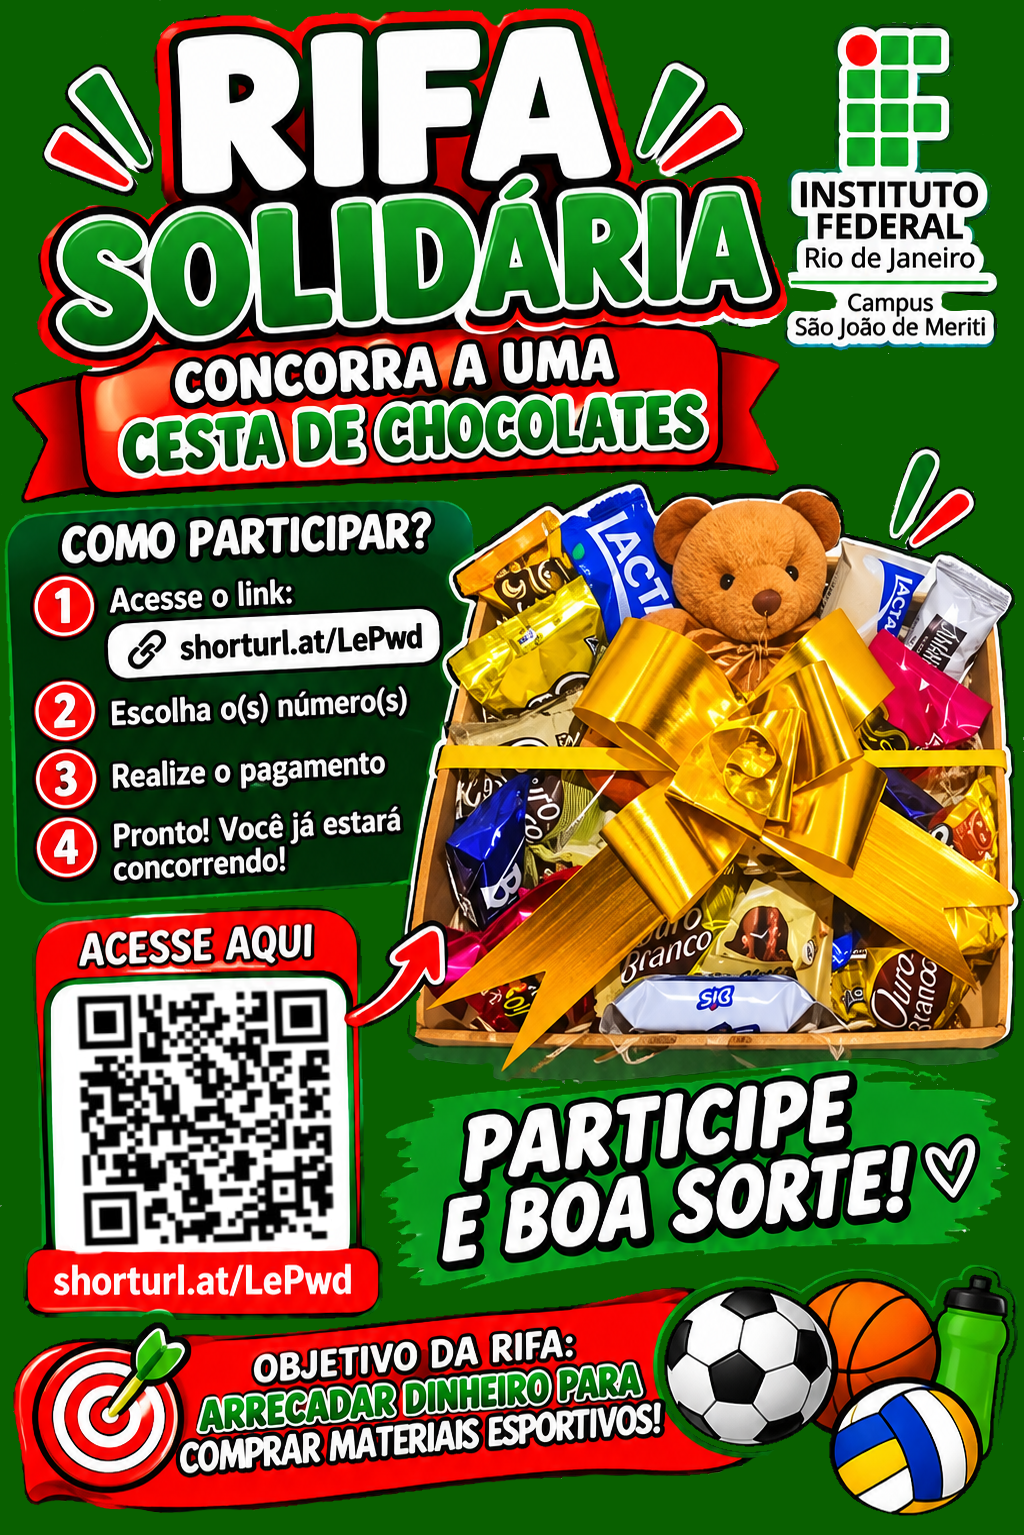 RIFA
SOLIDÁRIA
INSTITUTO
FEDERAL
Rio de Janeiro
Campus
São João de Meriti
CONCORRA A UMA
CESTA DE CHOCOLATES
COMO PARTICIPAR?
1 Acesse o link:
shorturl.at/LePwd
2 Escolha o(s) número(s)
3 Realize o pagamento
4 Pronto! Você já estará
concorrendo!
LACTA
LACTA
Ouro
Branco
Ouro
Branco
ACESSE AQUI
shorturl.at/LePwd
PARTICIPE
E BOA SORTE!
OBJETIVO DA RIFA:
ARRECADAR DINHEIRO PARA
COMPRAR MATERIAIS ESPORTIVOS!